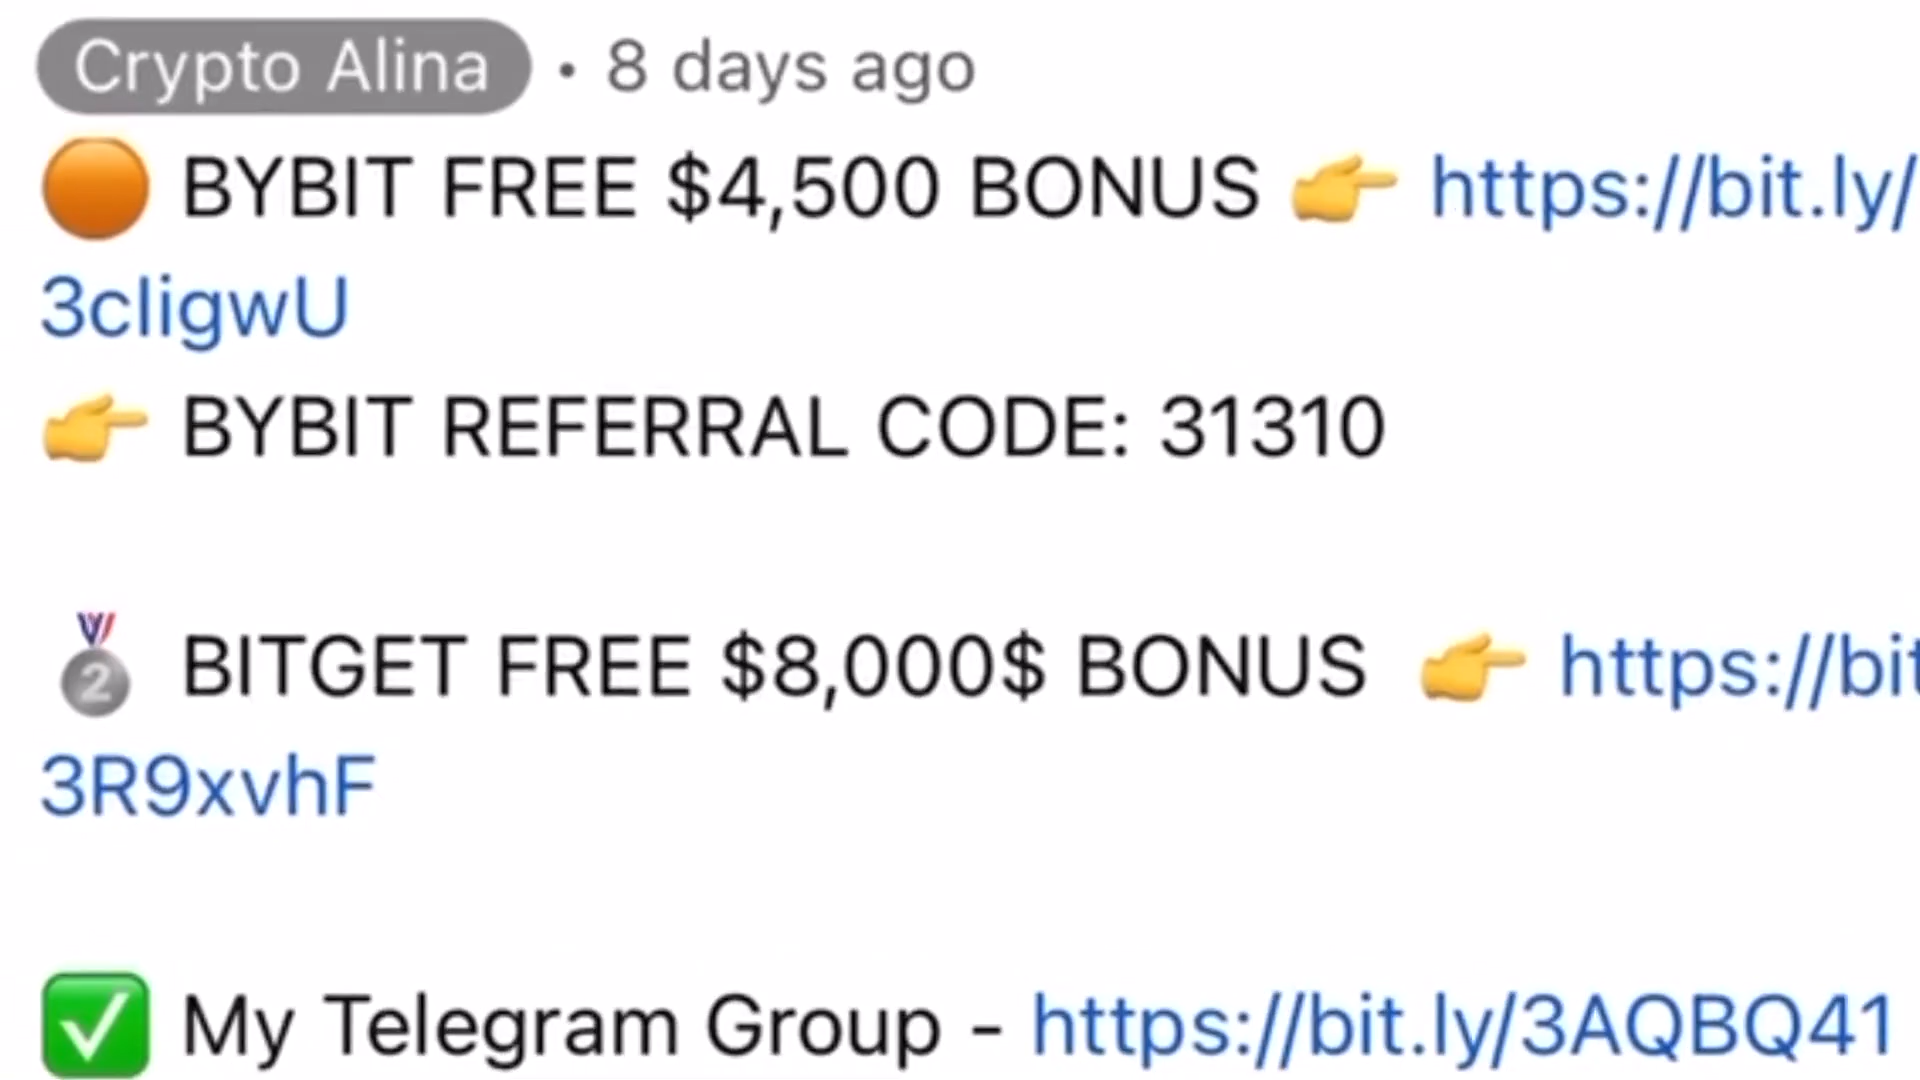 Crypto Alina • 8 days ago
🟠 BYBIT FREE $4,500 BONUS 👉 https://bit.ly/
3cIigwU
👉 BYBIT REFERRAL CODE: 31310
🥈 BITGET FREE $8,000$ BONUS 👉 https://bit
3R9xvhF
✅ My Telegram Group - https://bit.ly/3AQBQ41